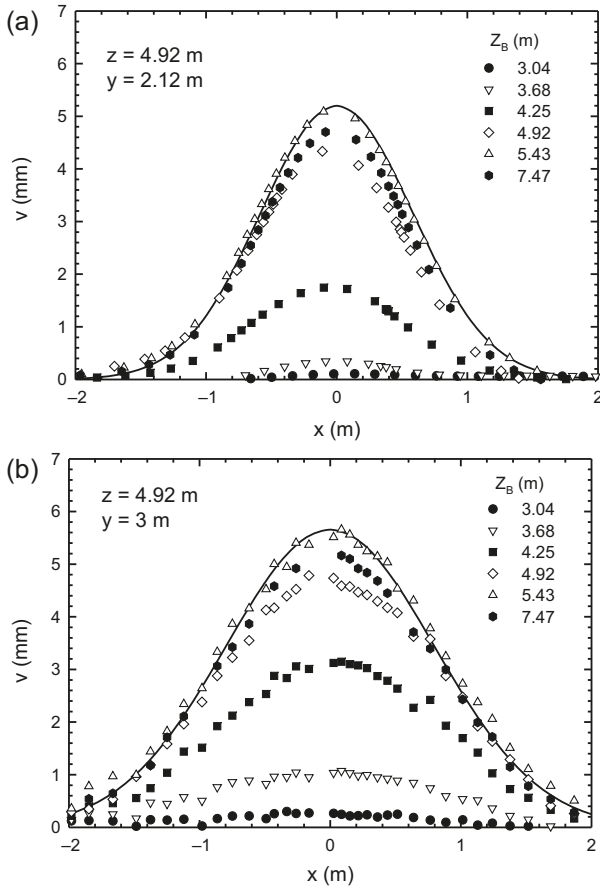 (a)
7
6
5
4
3
2
1
0
v (mm)
z = 4.92 m
y = 2.12 m
Z_B (m)
3.04
3.68
4.25
4.92
5.43
7.47
−2 −1 0 1 2
x (m)
(b)
7
6
5
4
3
2
1
0
v (mm)
z = 4.92 m
y = 3 m
Z_B (m)
3.04
3.68
4.25
4.92
5.43
7.47
−2 −1 0 1 2
x (m)